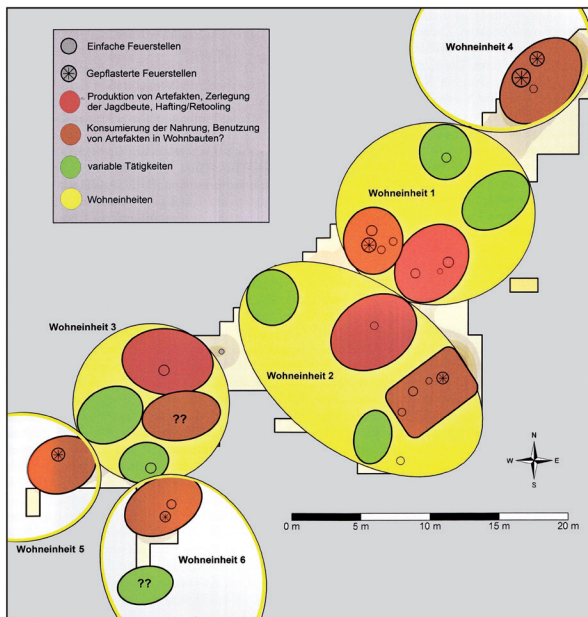 Einfache Feuerstellen
Gepflasterte Feuerstellen
Produktion von Artefakten, Zerlegung
der Jagdbeute, Hafting/Retooling
Konsumierung der Nahrung, Benutzung
von Artefakten in Wohnbauten?
variable Tätigkeiten
Wohneinheiten
Wohneinheit 4
Wohneinheit 1
Wohneinheit 3
Wohneinheit 2
??
N
W E
S
0 m 5 m 10 m 15 m 20 m
Wohneinheit 5
Wohneinheit 6
??